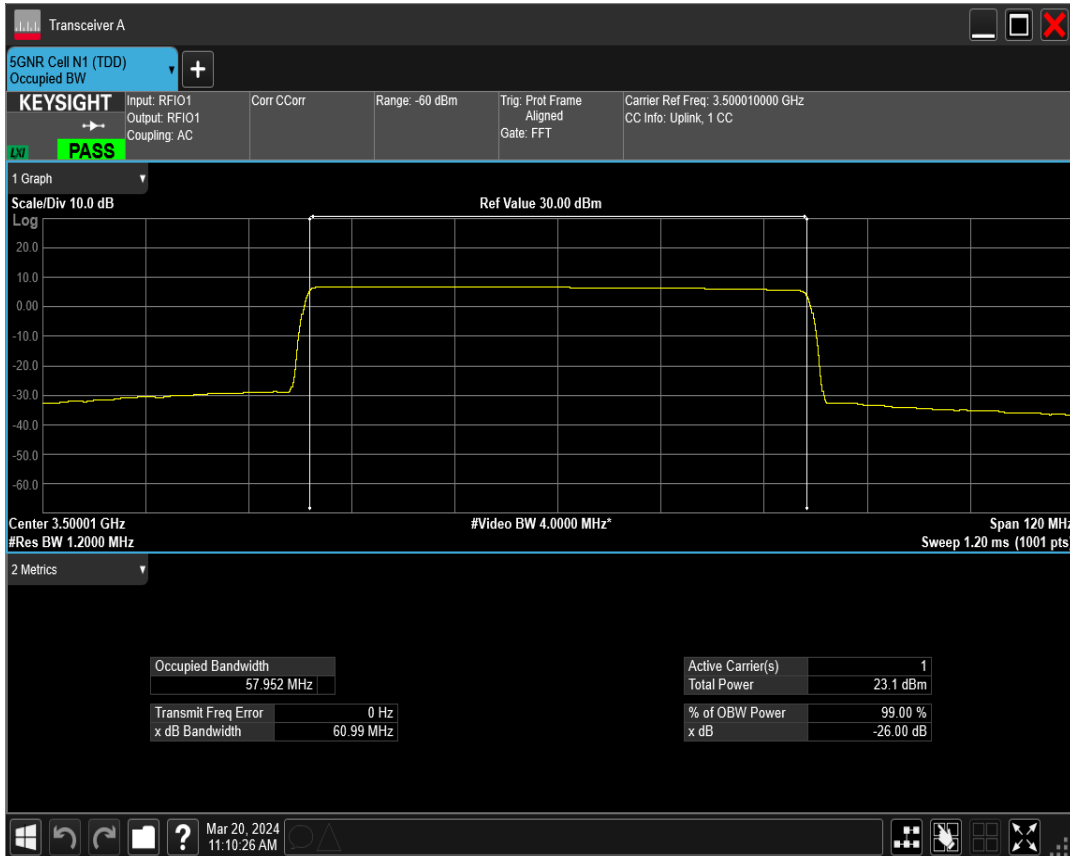 Transceiver A
5GNR Cell N1 (TDD)
Occupied BW
+
KEYSIGHT
LXI
PASS
Input: RFIO1
Output: RFIO1
Coupling: AC
Corr CCorr
Range: -60 dBm
Trig: Prot Frame
Aligned
Gate: FFT
Carrier Ref Freq: 3.500010000 GHz
CC Info: Uplink, 1 CC
1 Graph
Scale/Div 10.0 dB
Ref Value 30.00 dBm
Log
20.0
10.0
0.00
-10.0
-20.0
-30.0
-40.0
-50.0
-60.0
Center 3.50001 GHz
#Video BW 4.0000 MHz*
Span 120 MHz
#Res BW 1.2000 MHz
Sweep 1.20 ms (1001 pts)
2 Metrics
Occupied Bandwidth
57.952 MHz
Transmit Freq Error 0 Hz
x dB Bandwidth 60.99 MHz
Active Carrier(s) 1
Total Power 23.1 dBm
% of OBW Power 99.00 %
x dB -26.00 dB
?
Mar 20, 2024
11:10:26 AM